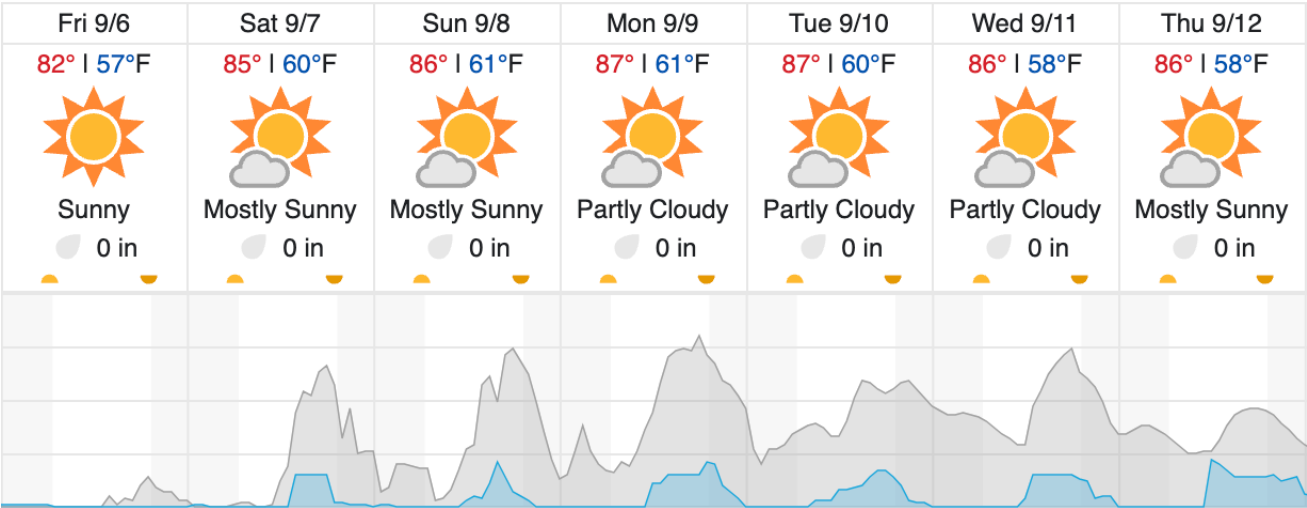 Fri 9/6 Sat 9/7 Sun 9/8 Mon 9/9 Tue 9/10 Wed 9/11 Thu 9/12
82° | 57°F 85° | 60°F 86° | 61°F 87° | 61°F 87° | 60°F 86° | 58°F 86° | 58°F
Sunny Mostly Sunny Mostly Sunny Partly Cloudy Partly Cloudy Partly Cloudy Mostly Sunny
0 in 0 in 0 in 0 in 0 in 0 in 0 in